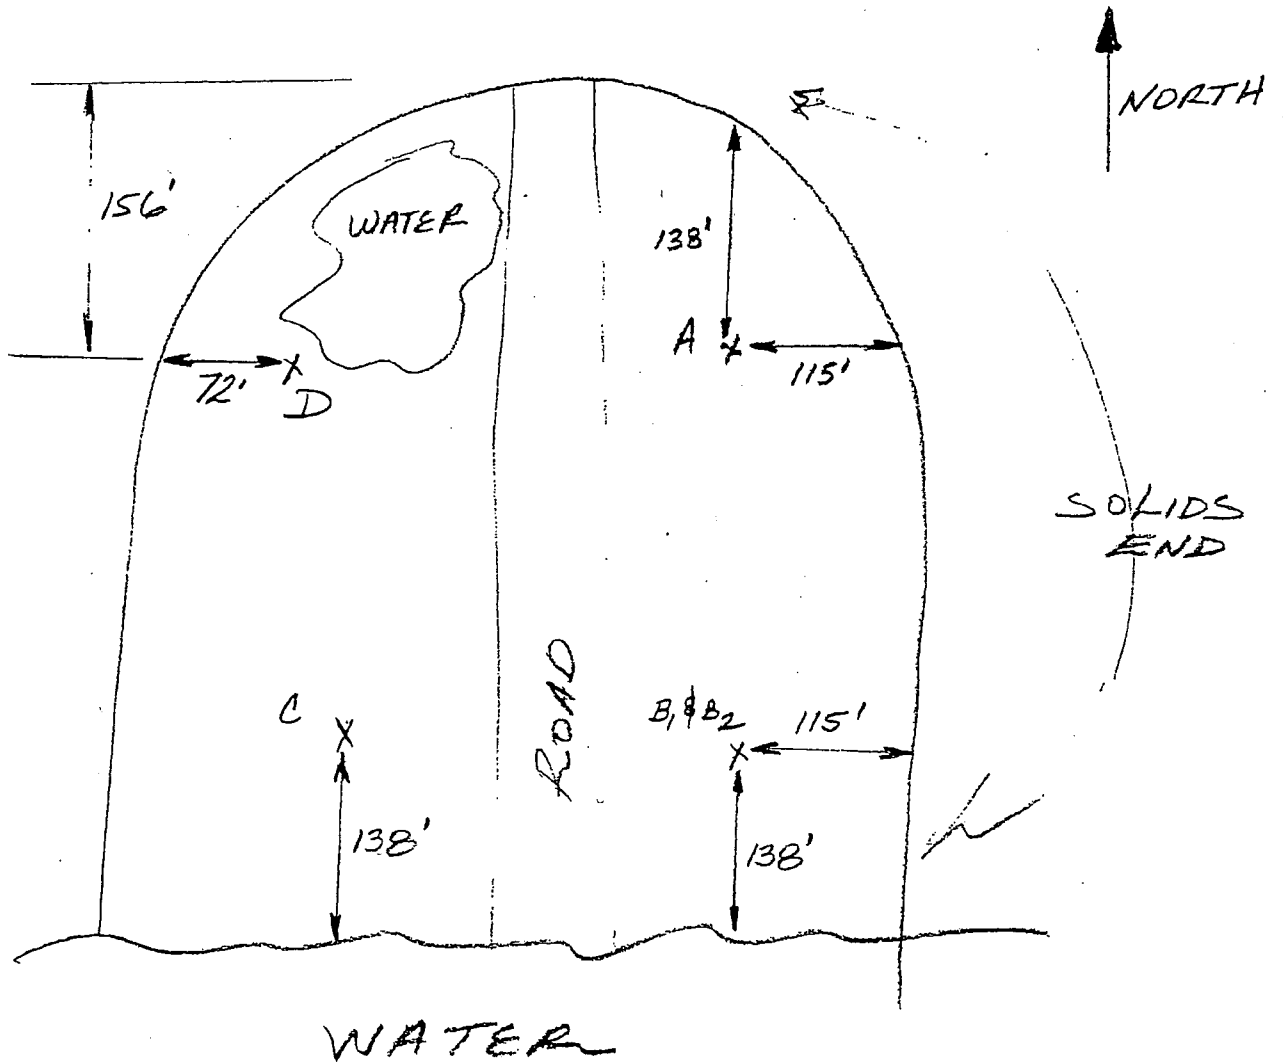 NORTH
156'
WATER
138'
A
115'
72'
D
SOLIDS
END
ROAD
C
B₁ & B₂
115'
138'
138'
WATER